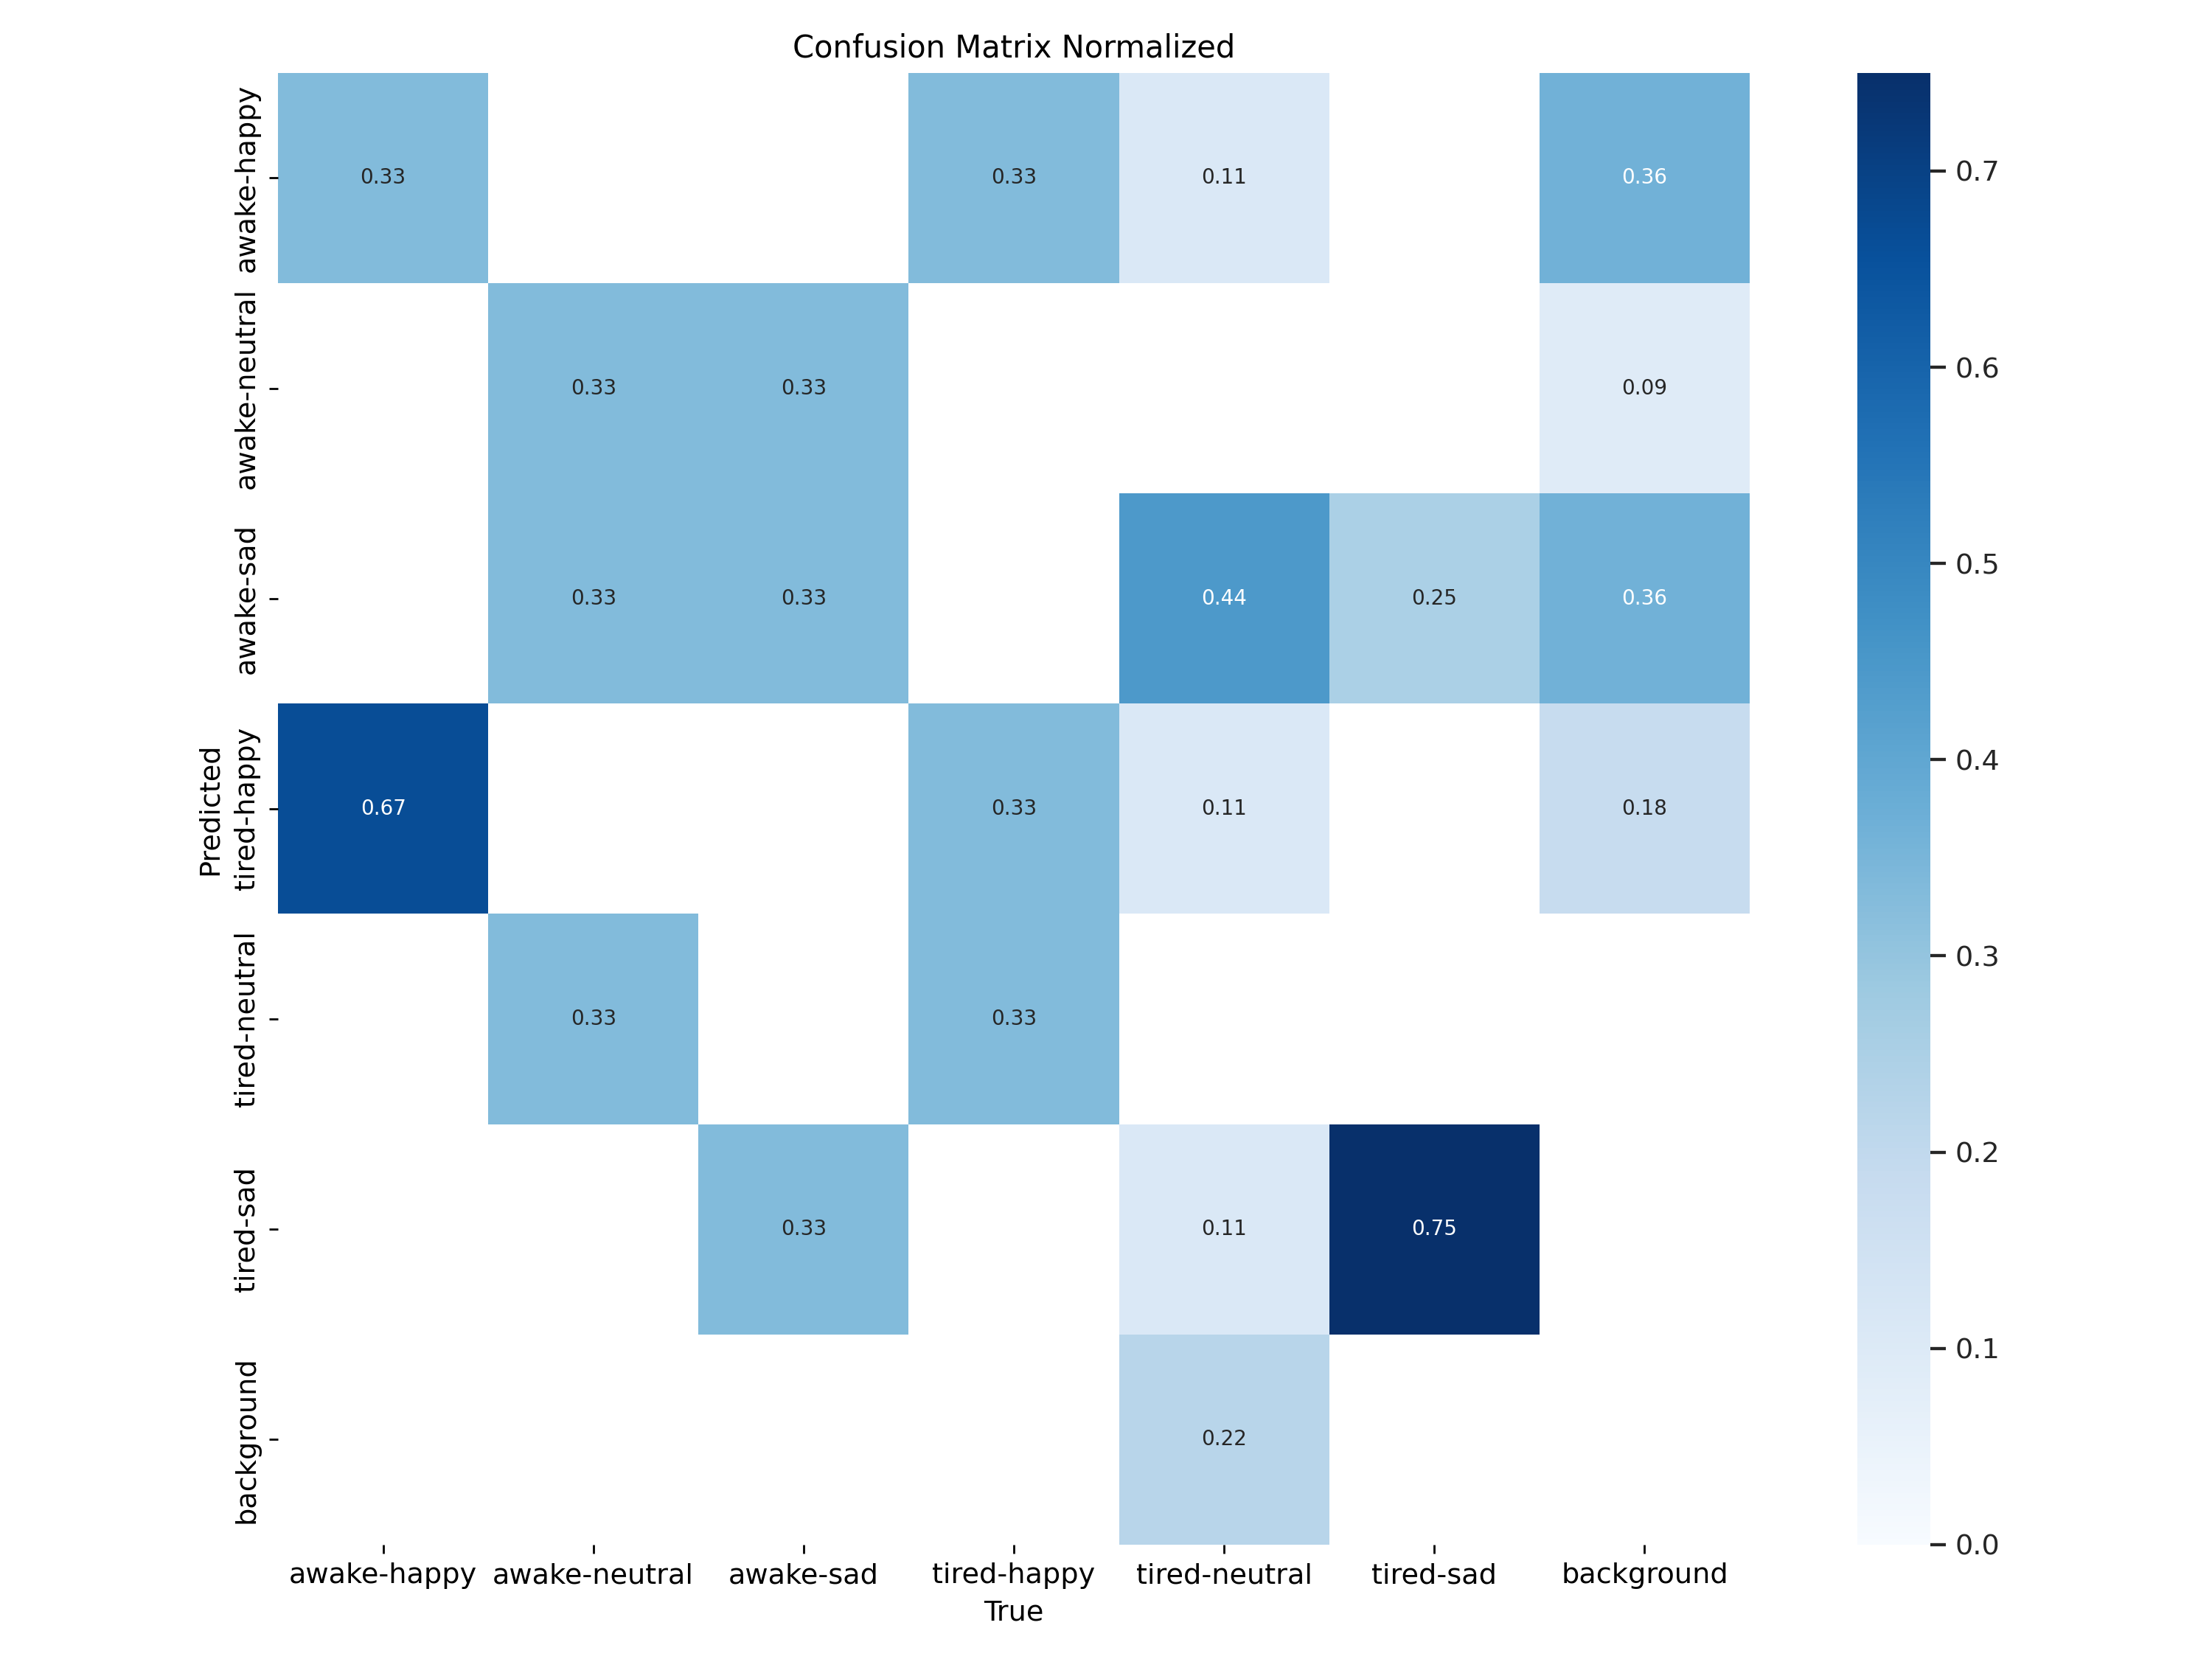 Confusion Matrix Normalized
awake-happy
0.33
0.33
0.11
0.36
0.7
awake-neutral
0.33
0.33
0.09
0.6
awake-sad
0.33
0.33
0.44
0.25
0.36
0.5
Predicted
tired-happy
0.67
0.33
0.11
0.18
0.4
tired-neutral
0.33
0.33
0.3
tired-sad
0.33
0.11
0.75
0.2
background
0.22
0.1
0.0
awake-happy
awake-neutral
awake-sad
tired-happy
tired-neutral
tired-sad
background
True